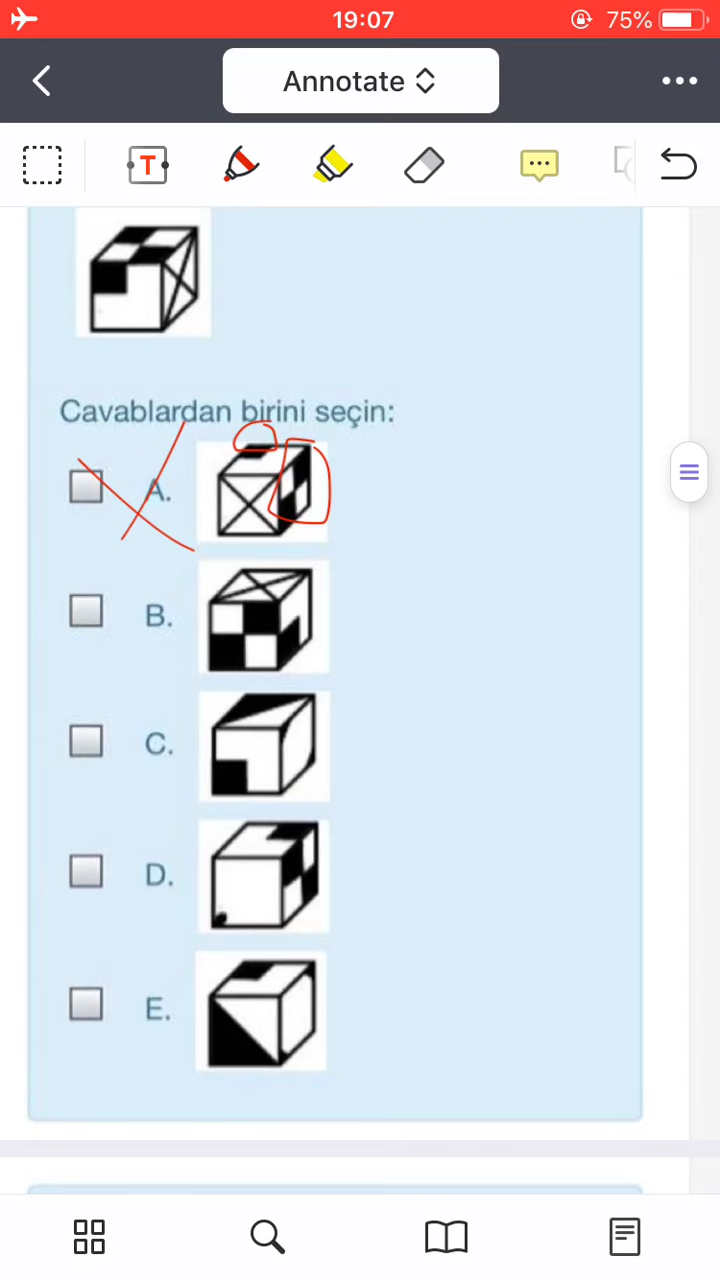 19:07
75%
Annotate
T
Cavablardan birini seçin:
A.
B.
C.
D.
E.